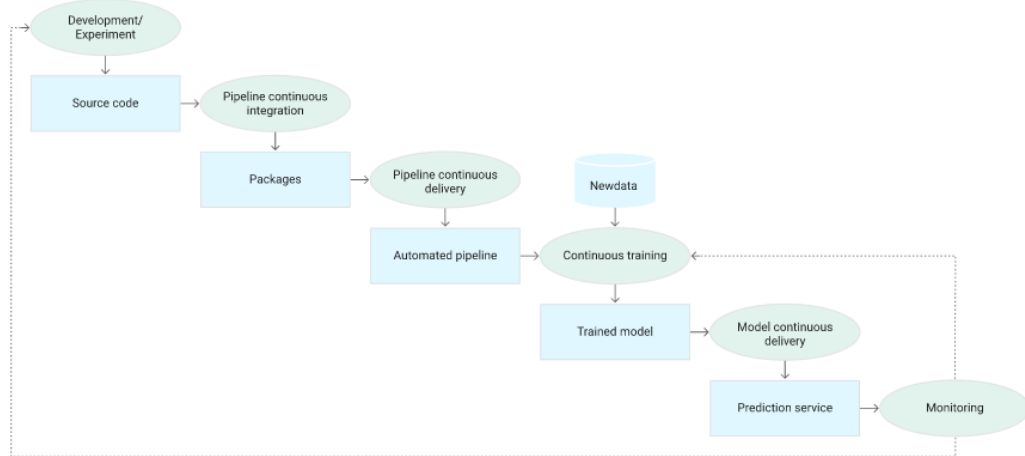 Development/
Experiment
Source code
Pipeline continuous
integration
Packages
Pipeline continuous
delivery
Newdata
Automated pipeline
Continuous training
Trained model
Model continuous
delivery
Prediction service
Monitoring